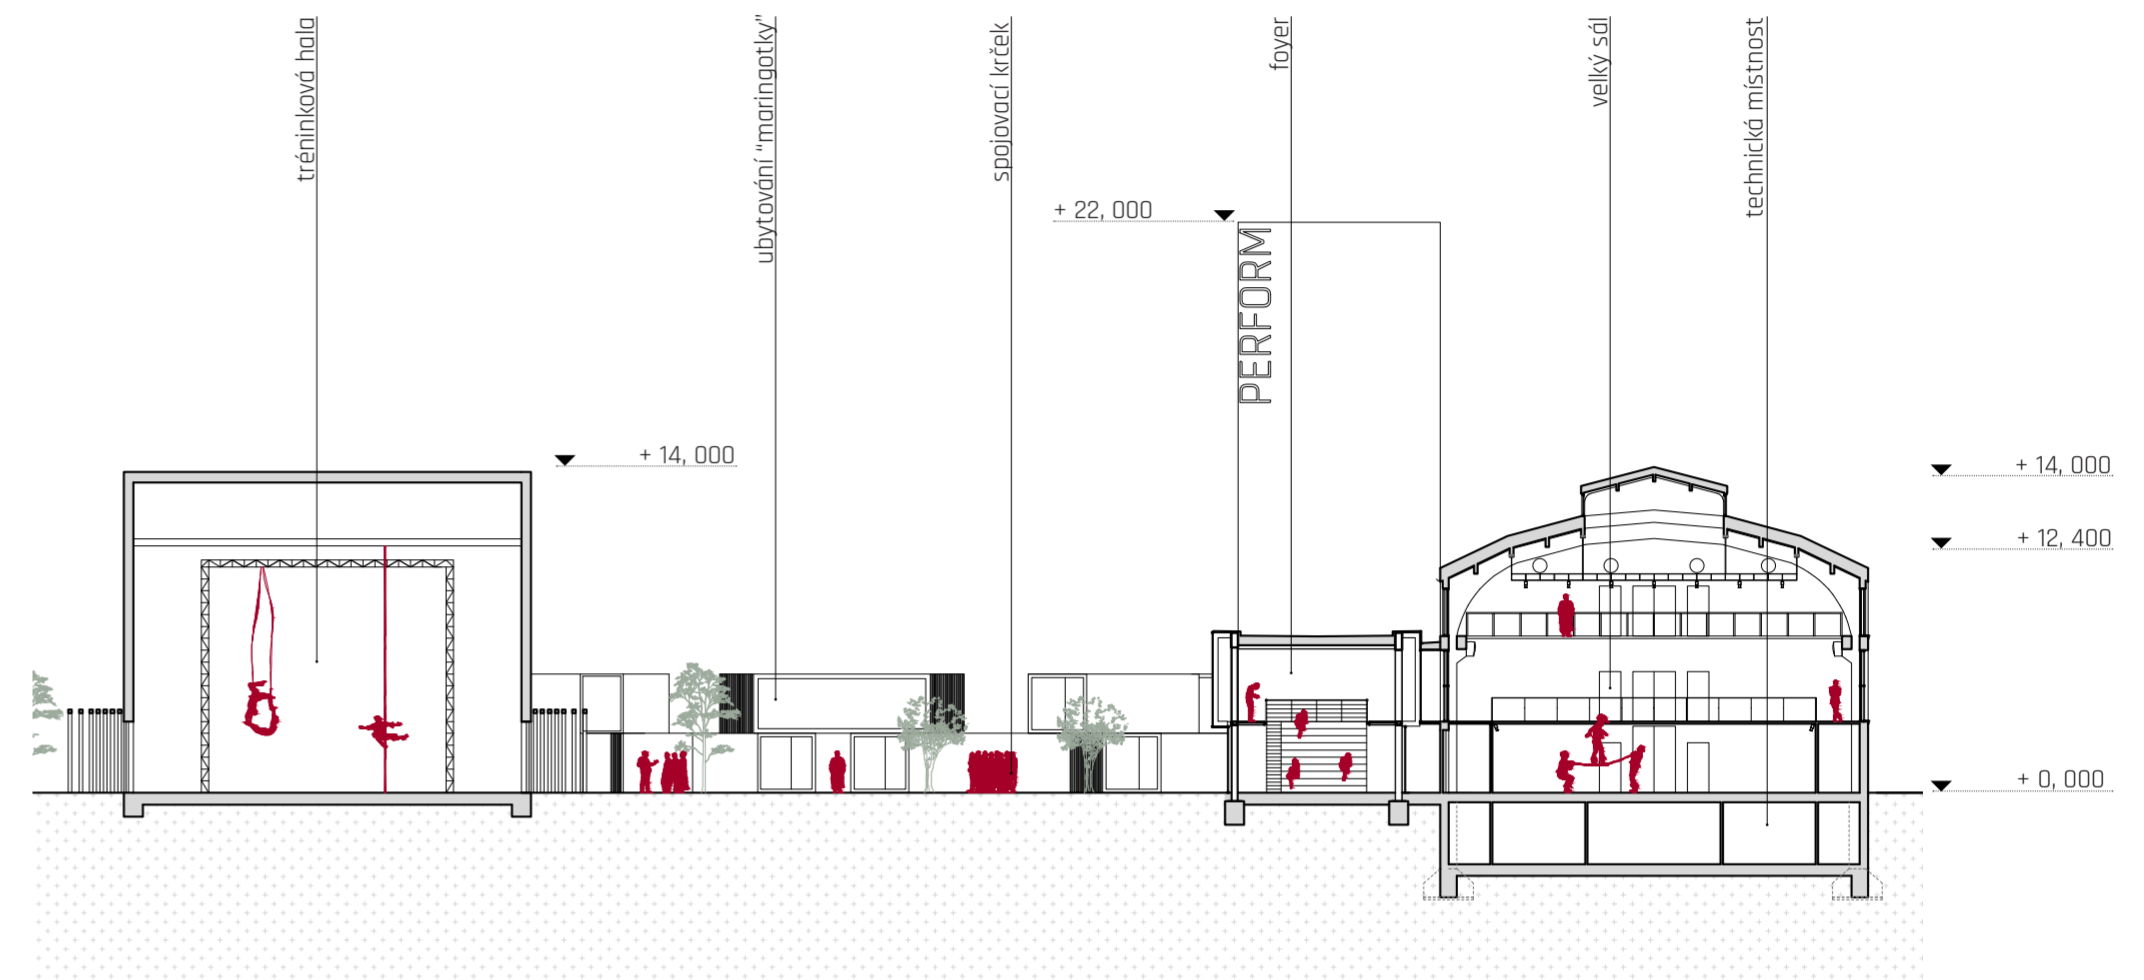 tréninková hala
ubytování "maringotky"
spojovací krček
foyer
velký sál
technická místnost
+ 22, 000
PERFORM
+ 14, 000
+ 14, 000
+ 12, 400
+ 0, 000